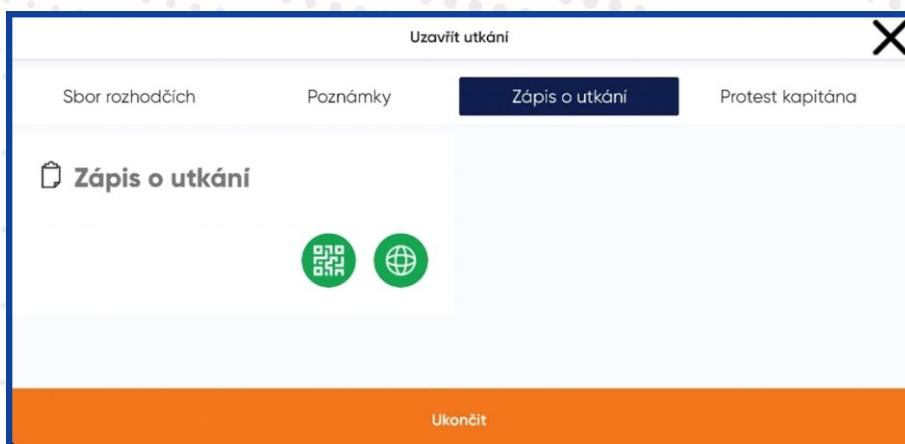 Uzavřít utkání
Sbor rozhodčích Poznámky Zápis o utkání Protest kapitána
Zápis o utkání
Ukončit